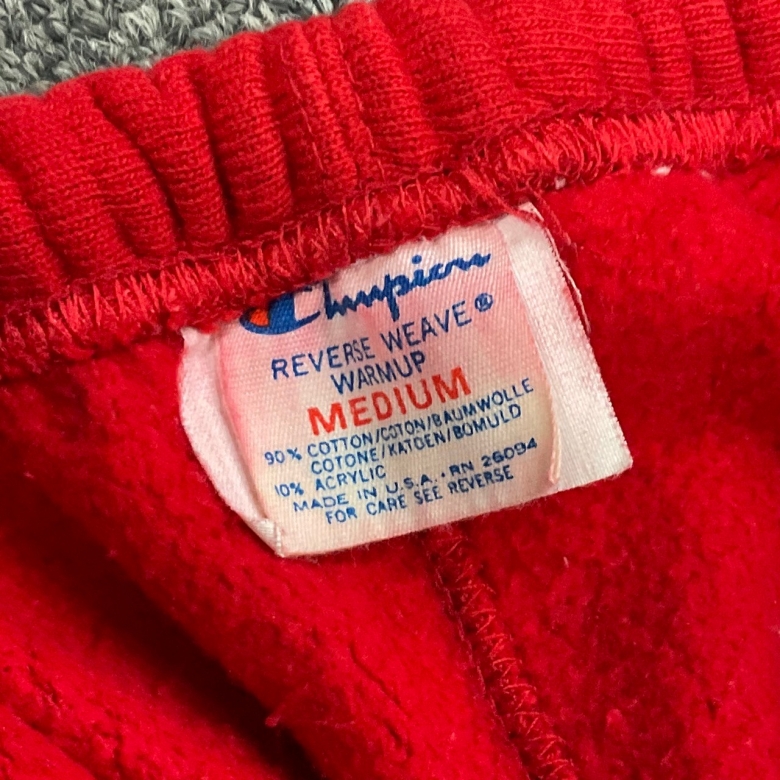 Champion
REVERSE WEAVE®
WARMUP
MEDIUM
90% COTTON/COTON/BAUMWOLLE
COTONE/KATOEN/BOMULD
10% ACRYLIC
MADE IN U.S.A. • RN 26094
FOR CARE SEE REVERSE